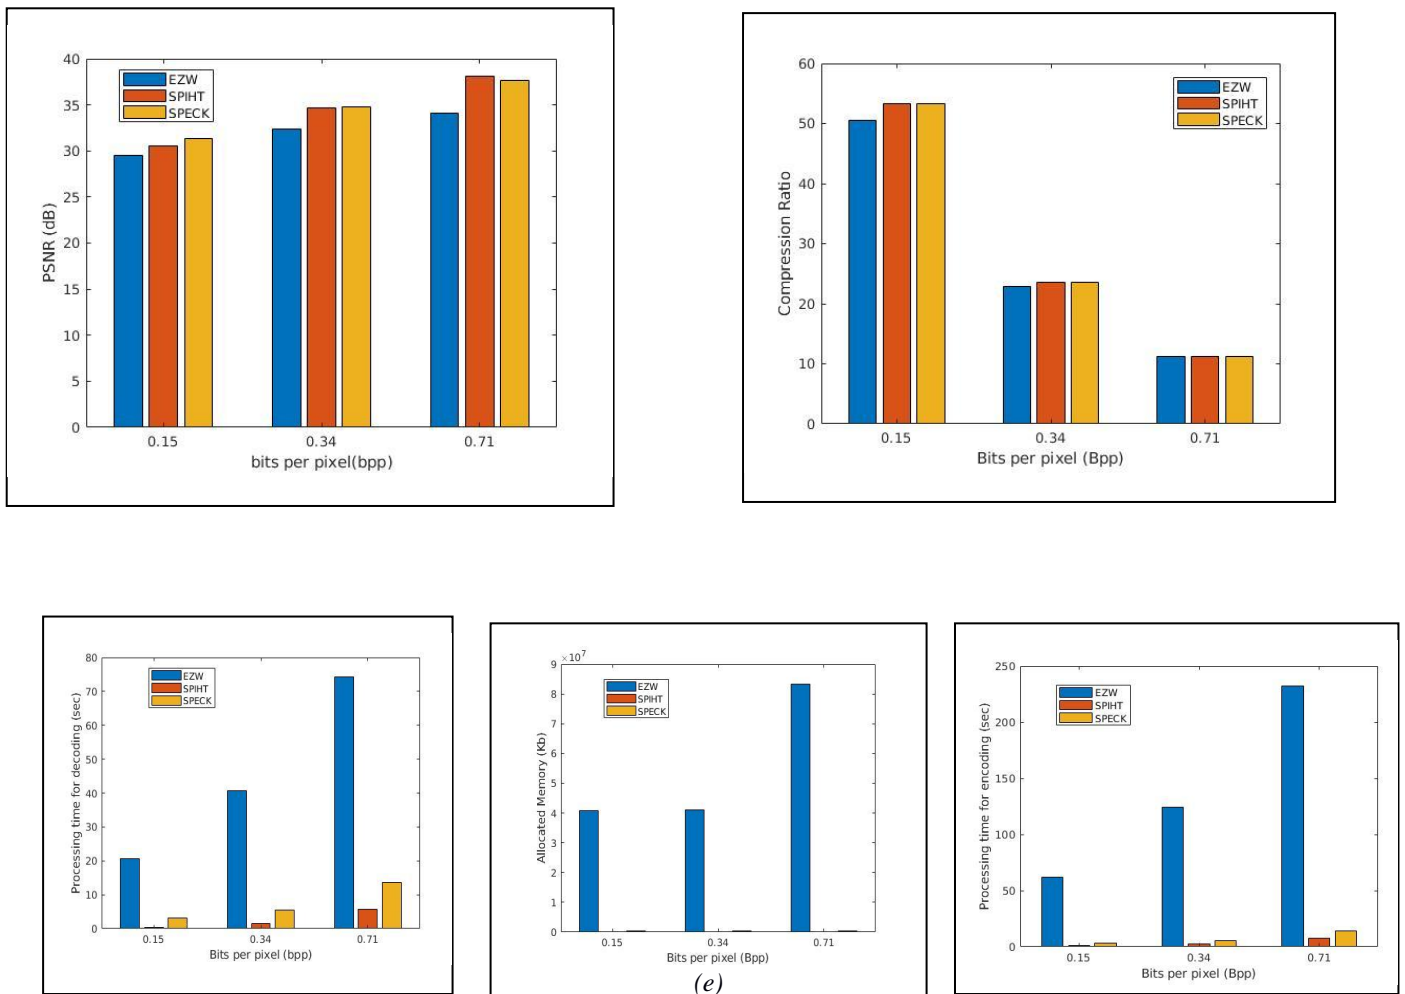 40
35
30
25
20
15
10
5
0
PSNR (dB)
EZW
SPIHT
SPECK
0.15 0.34 0.71
bits per pixel(bpp)
60
50
40
30
20
10
0
Compression Ratio
EZW
SPIHT
SPECK
0.15 0.34 0.71
Bits per pixel (Bpp)
80
70
60
50
40
30
20
10
0
Processing time for decoding (sec)
EZW
SPIHT
SPECK
0.15 0.34 0.71
Bits per pixel (bpp)
×10⁷
9
8
7
6
5
4
3
2
1
0
Allocated Memory (Kb)
EZW
SPIHT
SPECK
0.15 0.34 0.71
Bits per pixel (Bpp)
(e)
250
200
150
100
50
0
Processing time for encoding (sec)
EZW
SPIHT
SPECK
0.15 0.34 0.71
Bits per pixel (Bpp)